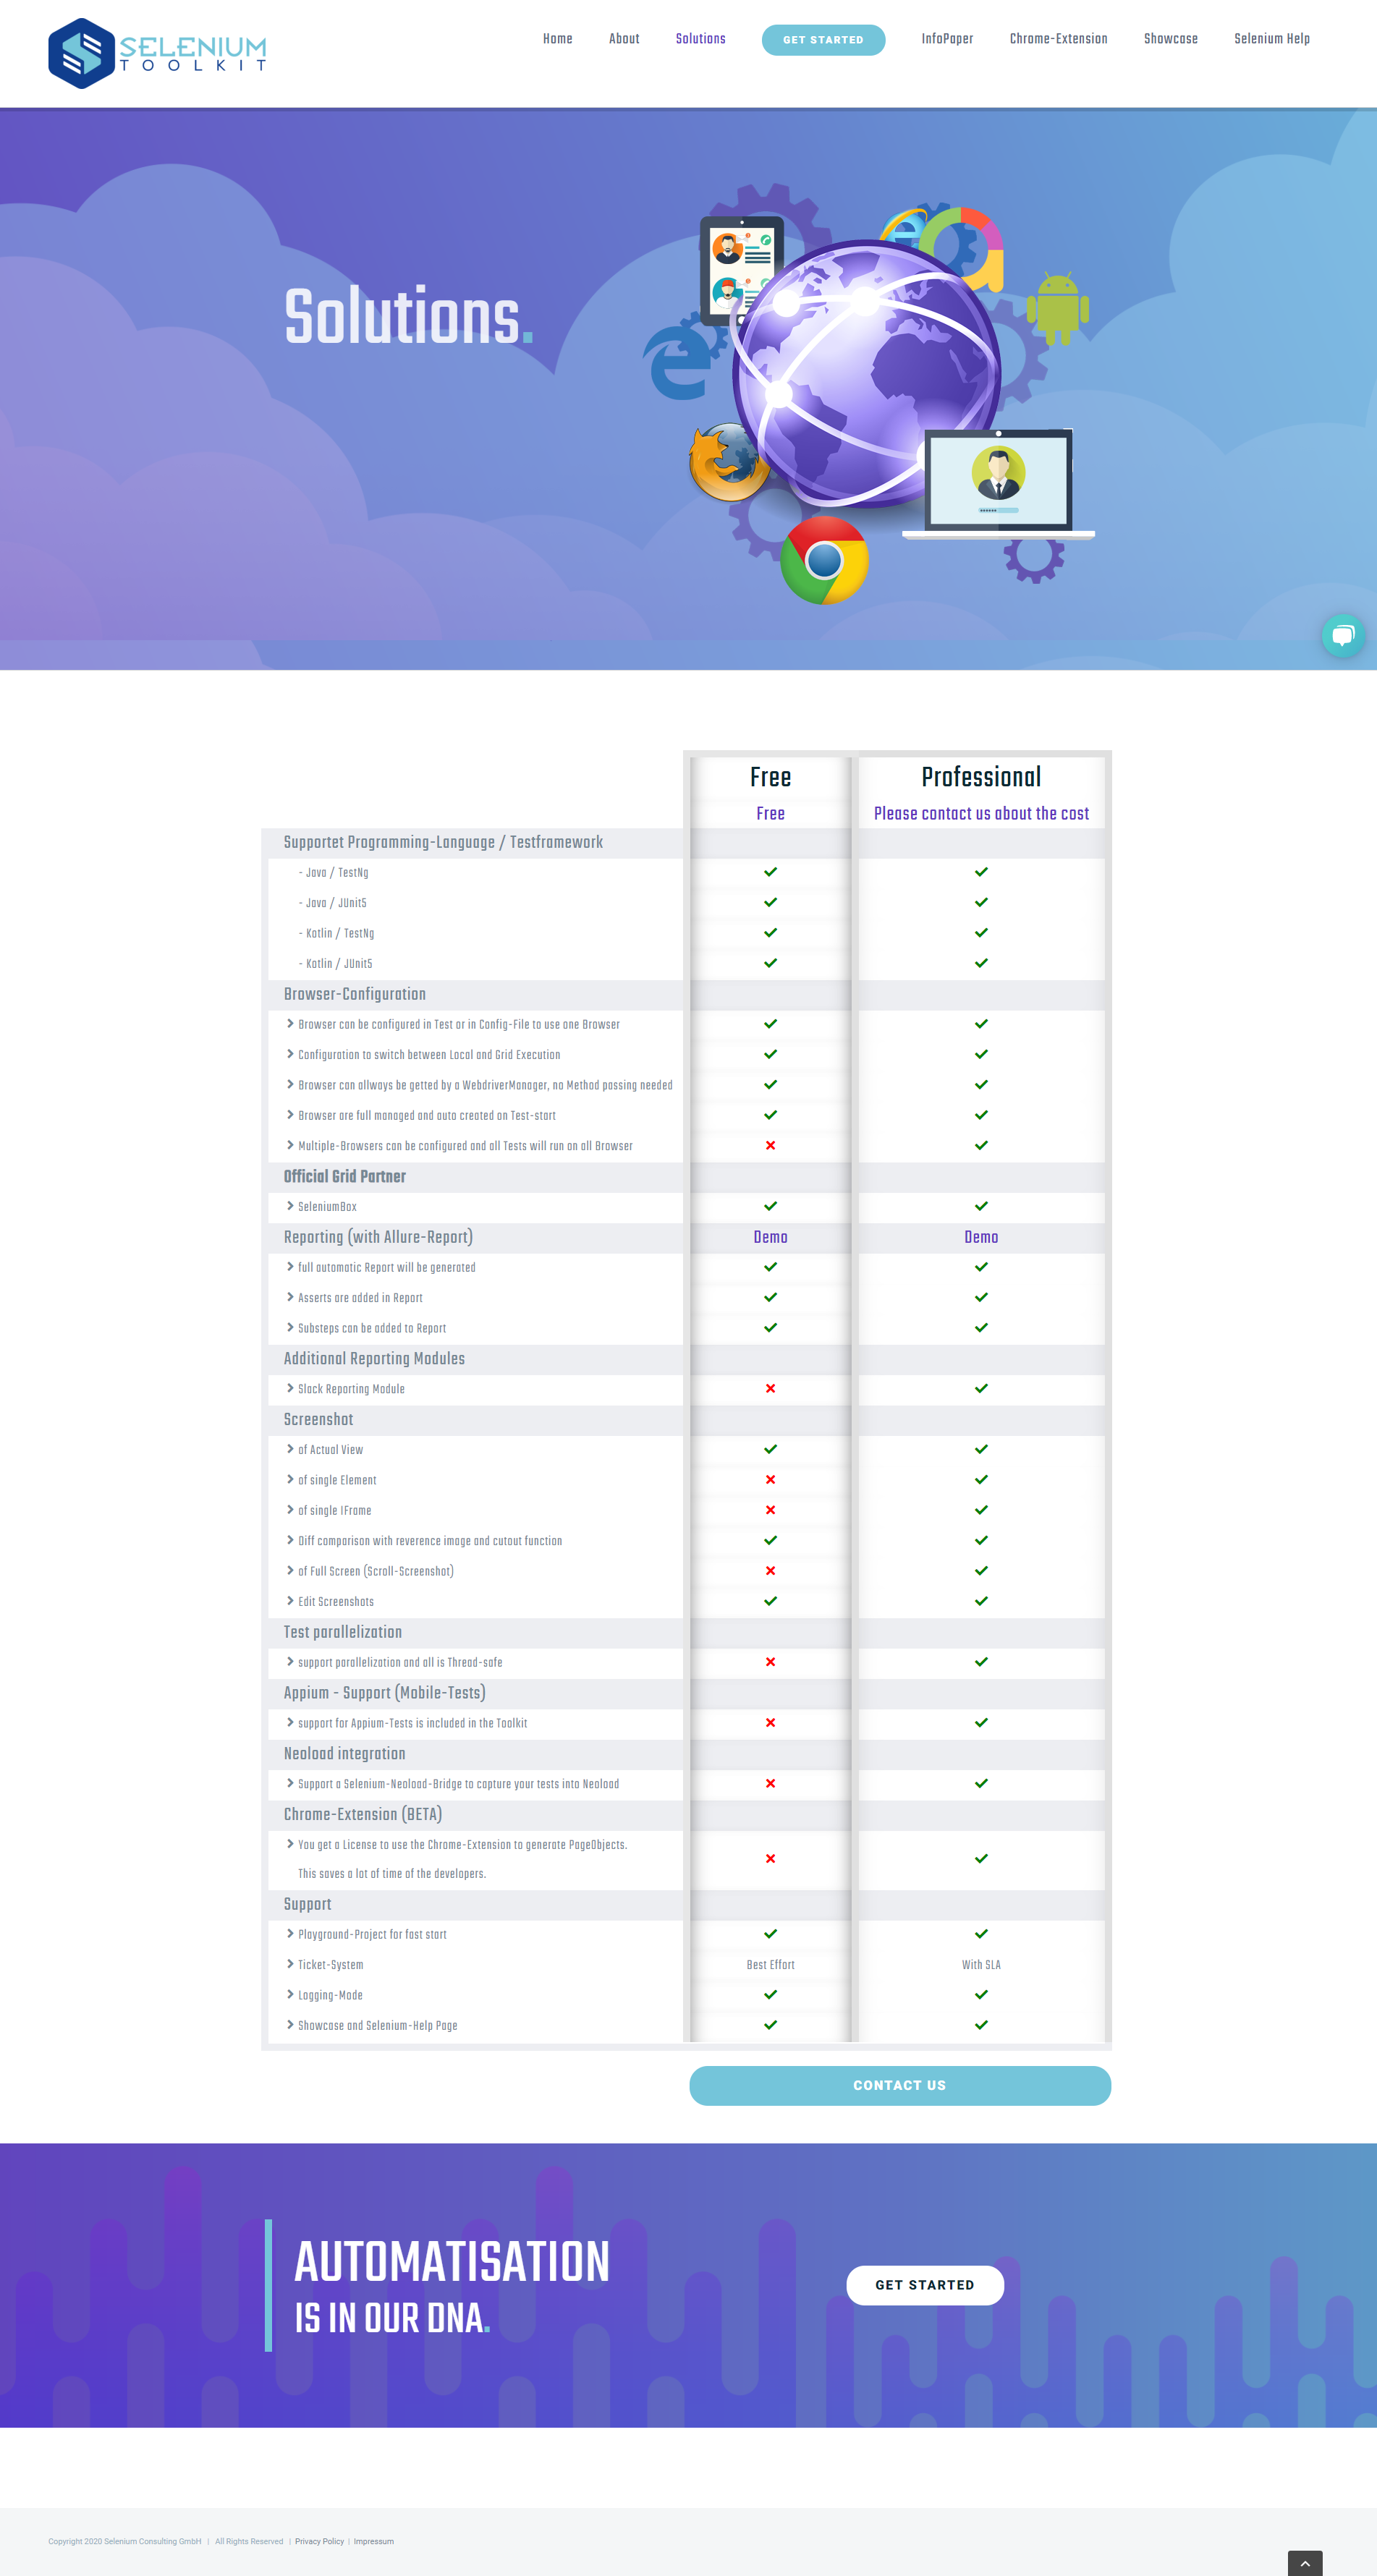 SELENIUM
TOOLKIT
Home About Solutions GET STARTED InfoPaper Chrome-Extension Showcase Selenium Help
Solutions.
Free Professional
Free Please contact us about the cost
Supportet Programming-Language / Testframework
- Java / TestNg
- Java / JUnit5
- Kotlin / TestNg
- Kotlin / JUnit5
Browser-Configuration
Browser can be configured in Test or in Config-File to use one Browser
Configuration to switch between Local and Grid Execution
Browser can allways be getted by a WebdriverManager, no Method passing needed
Browser are full managed and auto created on Test-start
Multiple-Browsers can be configured and all Tests will run on all Browser
Official Grid Partner
SeleniumBox
Reporting (with Allure-Report) Demo Demo
full automatic Report will be generated
Asserts are added in Report
Substeps can be added to Report
Additional Reporting Modules
Slack Reporting Module
Screenshot
of Actual View
of single Element
of single IFrame
Diff comparison with reverence image and cutout function
of Full Screen (Scroll-Screenshot)
Edit Screenshots
Test parallelization
support parallelization and all is Thread-safe
Appium - Support (Mobile-Tests)
support for Appium-Tests is included in the Toolkit
Neoload integration
Support a Selenium-Neoload-Bridge to capture your tests into Neoload
Chrome-Extension (BETA)
You get a License to use the Chrome-Extension to generate PageObjects.
This saves a lot of time of the developers.
Support
Playground-Project for fast start
Ticket-System Best Effort With SLA
Logging-Mode
Showcase and Selenium-Help Page
CONTACT US
AUTOMATISATION
IS IN OUR DNA.
GET STARTED
Copyright 2020 Selenium Consulting GmbH | All Rights Reserved | Privacy Policy | Impressum